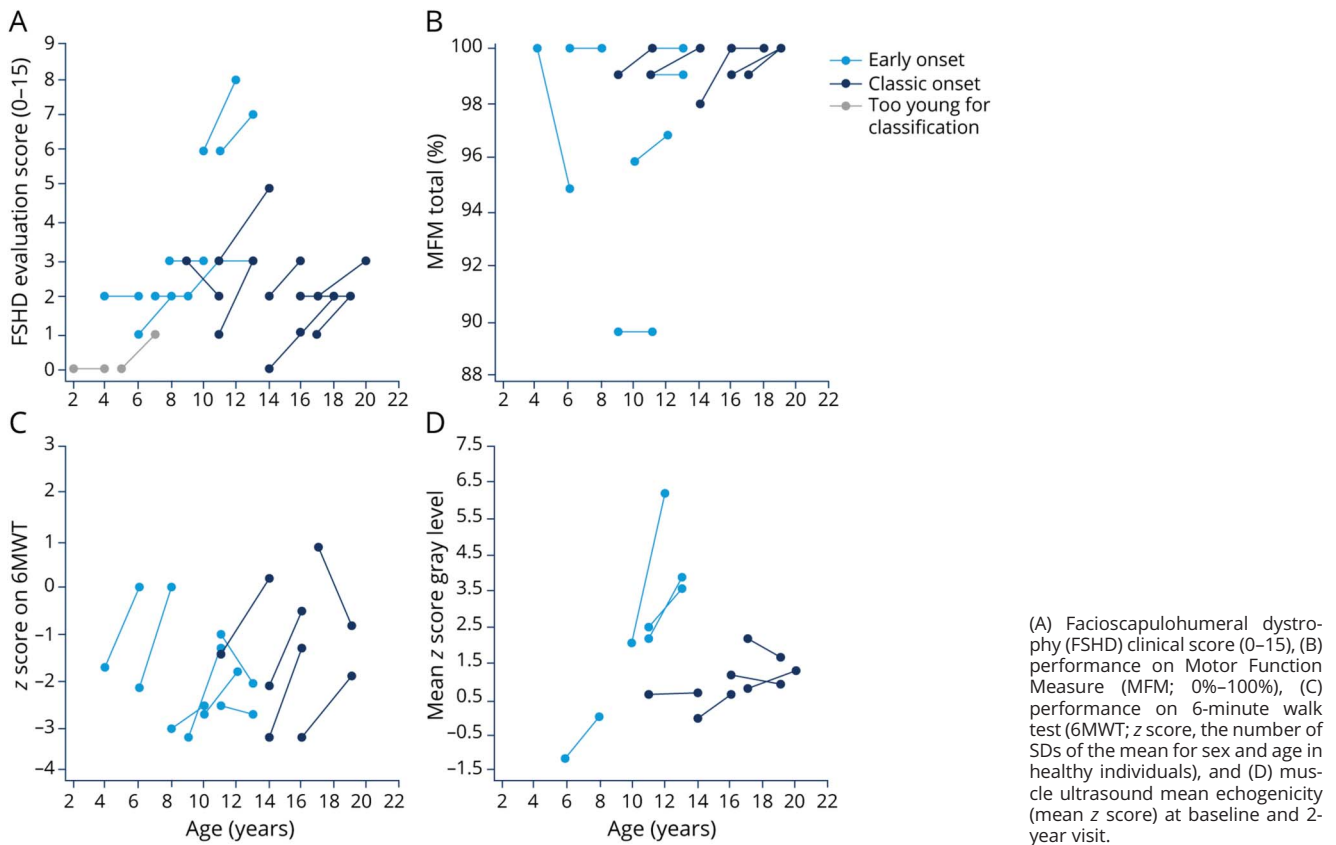 A
FSHD evaluation score (0–15)
9
8
7
6
5
4
3
2
1
0
2 4 6 8 10 12 14 16 18 20 22
B
MFM total (%)
100
98
96
94
92
90
88
2 4 6 8 10 12 14 16 18 20 22
Early onset
Classic onset
Too young for
classification
C
z score on 6MWT
3
2
1
0
−1
−2
−3
−4
2 4 6 8 10 12 14 16 18 20 22
Age (years)
D
Mean z score gray level
7.5
6.5
5.5
4.5
2.5
1.5
0.5
−0.5
−1.5
2 4 6 8 10 12 14 16 18 20 22
Age (years)
(A) Facioscapulohumeral dystro-
phy (FSHD) clinical score (0–15), (B)
performance on Motor Function
Measure (MFM; 0%–100%), (C)
performance on 6-minute walk
test (6MWT; z score, the number of
SDs of the mean for sex and age in
healthy individuals), and (D) mus-
cle ultrasound mean echogenicity
(mean z score) at baseline and 2-
year visit.